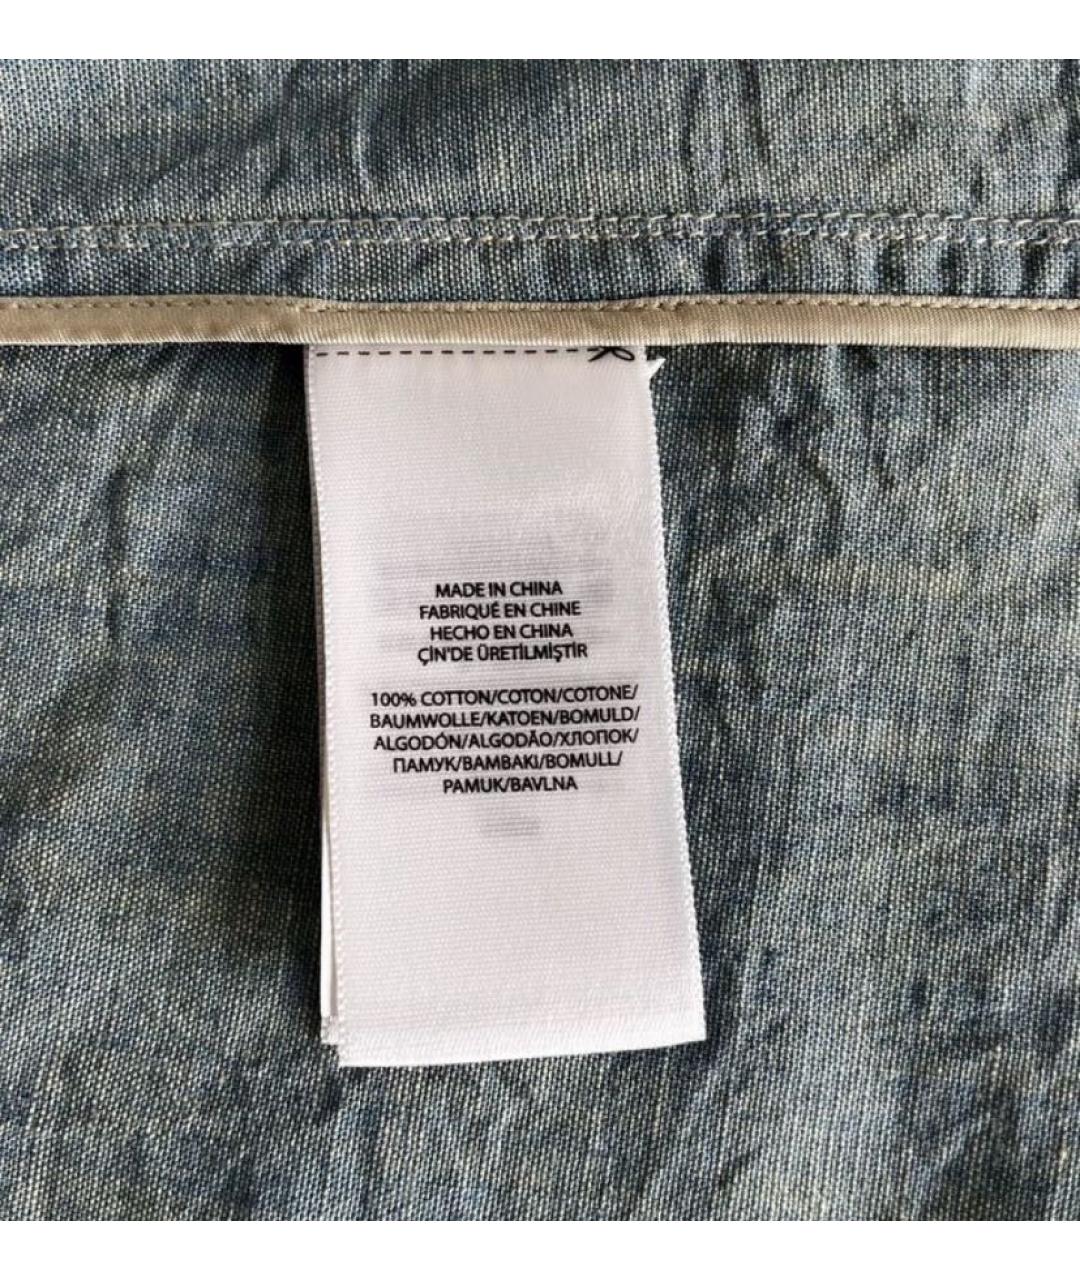 MADE IN CHINA
FABRIQUÉ EN CHINE
HECHO EN CHINA
ÇİN'DE ÜRETİLMİŞTİR
100% COTTON/COTON/COTONE/
BAUMWOLLE/KATOEN/BOMULD/
ALGODÓN/ALGODÃO/ХЛОПОК/
ПАМУК/BAMBAKI/BOMULL/
PAMUK/BAVLNA